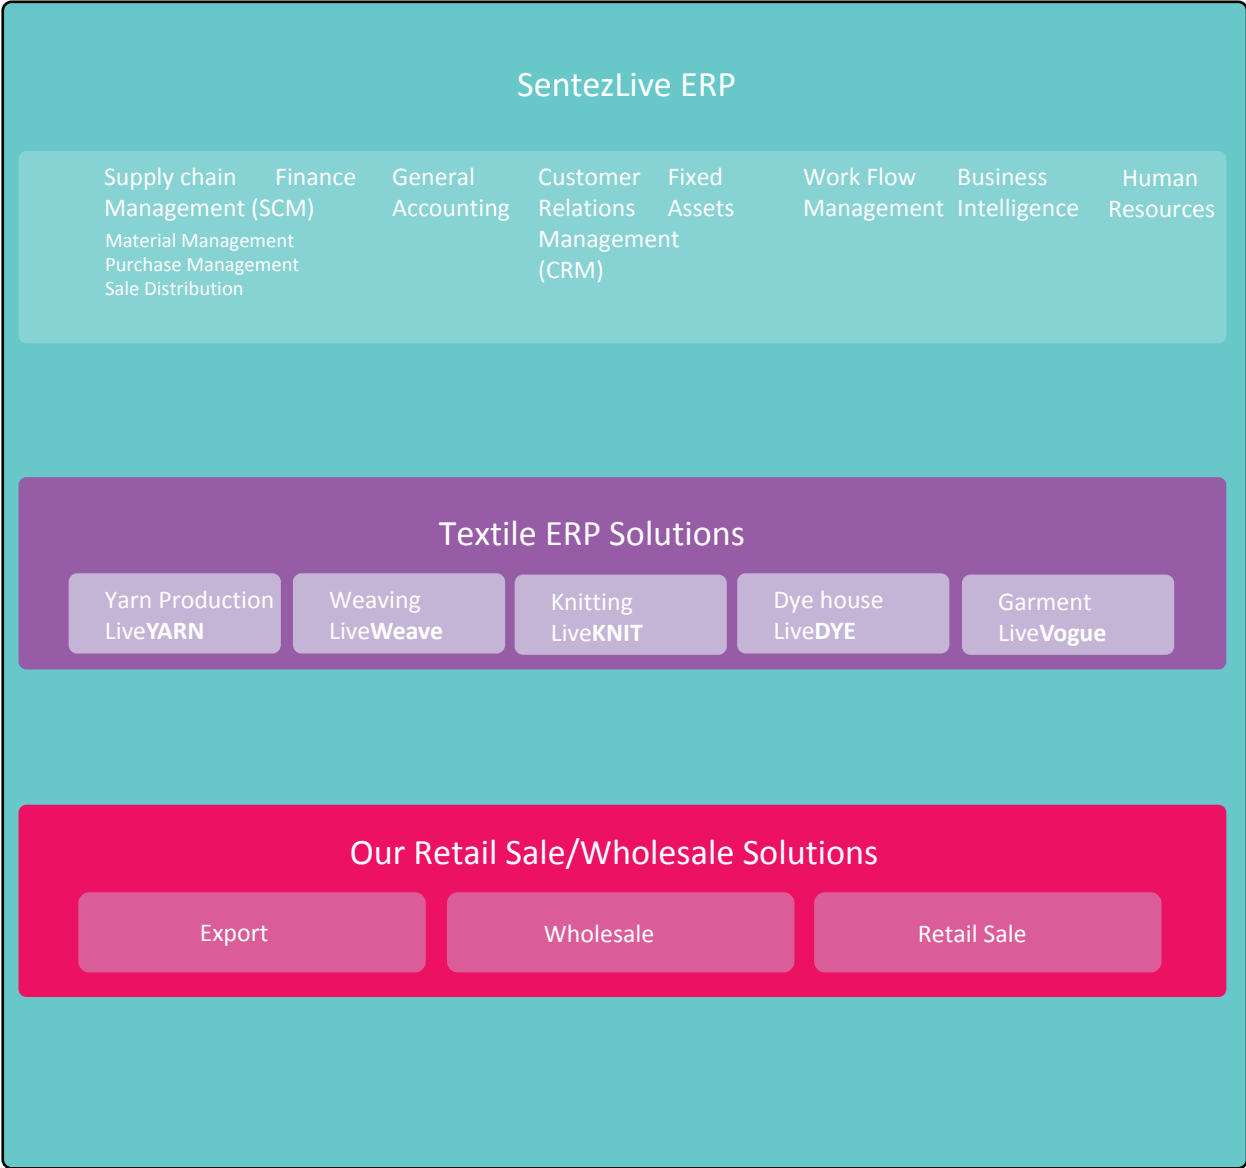 SentezLive ERP
Supply chain
Management (SCM)
Material Management
Purchase Management
Sale Distribution
Finance
General
Accounting
Customer
Relations
Management
(CRM)
Fixed
Assets
Work Flow
Management
Business
Intelligence
Human
Resources
Textile ERP Solutions
Yarn Production
LiveYARN
Weaving
LiveWeave
Knitting
LiveKNIT
Dye house
LiveDYE
Garment
LiveVogue
Our Retail Sale/Wholesale Solutions
Export
Wholesale
Retail Sale